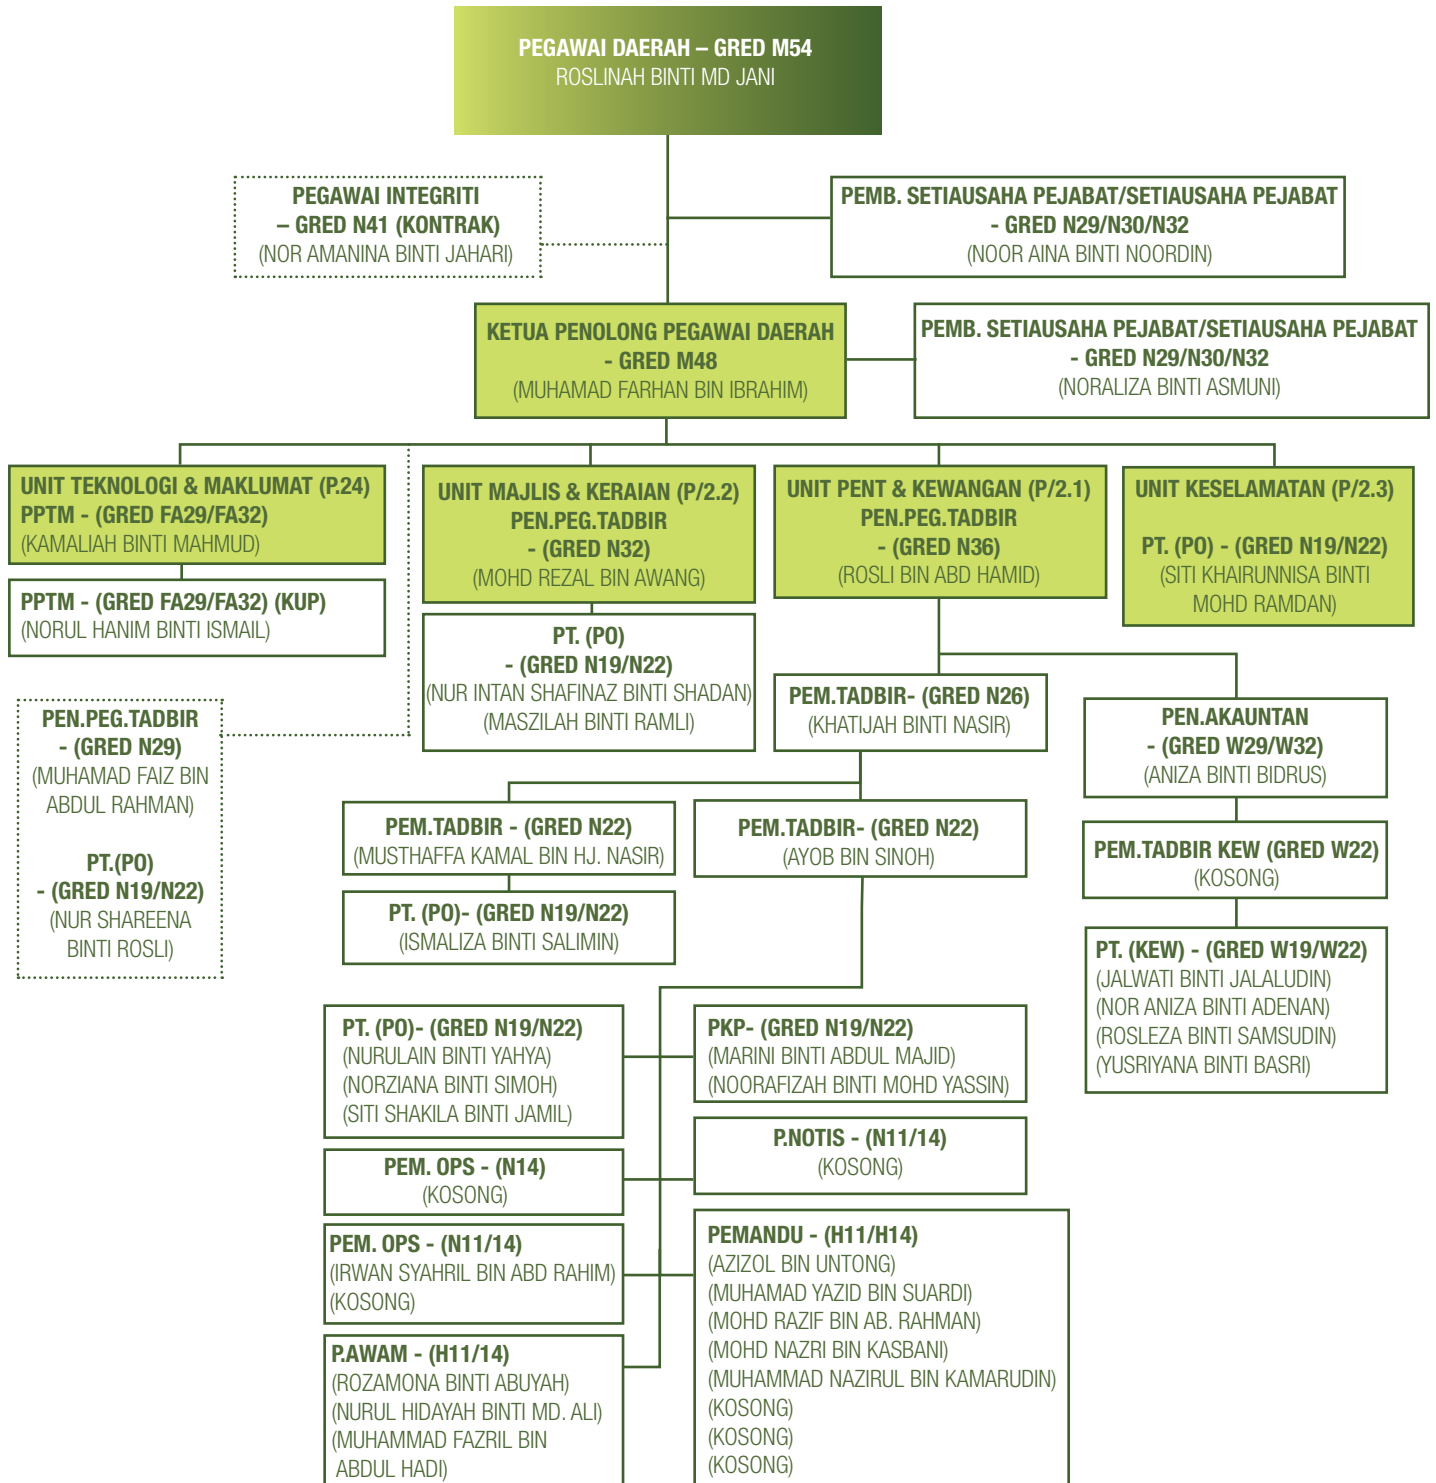 PEGAWAI DAERAH – GRED M54
ROSLINAH BINTI MD JANI
PEGAWAI INTEGRITI
– GRED N41 (KONTRAK)
(NOR AMANINA BINTI JAHARI)
PEMB. SETIAUSAHA PEJABAT/SETIAUSAHA PEJABAT
- GRED N29/N30/N32
(NOOR AINA BINTI NOORDIN)
KETUA PENOLONG PEGAWAI DAERAH
- GRED M48
(MUHAMAD FARHAN BIN IBRAHIM)
PEMB. SETIAUSAHA PEJABAT/SETIAUSAHA PEJABAT
- GRED N29/N30/N32
(NORALIZA BINTI ASMUNI)
UNIT TEKNOLOGI & MAKLUMAT (P.24)
PPTM - (GRED FA29/FA32)
(KAMALIAH BINTI MAHMUD)
PPTM - (GRED FA29/FA32) (KUP)
(NORUL HANIM BINTI ISMAIL)
UNIT MAJLIS & KERAIAN (P/2.2)
PEN.PEG.TADBIR
- (GRED N32)
(MOHD REZAL BIN AWANG)
PT. (PO)
- (GRED N19/N22)
(NUR INTAN SHAFINAZ BINTI SHADAN)
(MASZILAH BINTI RAMLI)
UNIT PENT & KEWANGAN (P/2.1)
PEN.PEG.TADBIR
- (GRED N36)
(ROSLI BIN ABD HAMID)
UNIT KESELAMATAN (P/2.3)
PT. (PO) - (GRED N19/N22)
(SITI KHAIRUNNISA BINTI
MOHD RAMDAN)
PEN.PEG.TADBIR
- (GRED N29)
(MUHAMAD FAIZ BIN
ABDUL RAHMAN)
PT.(PO)
- (GRED N19/N22)
(NUR SHAREENA
BINTI ROSLI)
PEM.TADBIR- (GRED N26)
(KHATIJAH BINTI NASIR)
PEN.AKAUNTAN
- (GRED W29/W32)
(ANIZA BINTI BIDRUS)
PEM.TADBIR - (GRED N22)
(MUSTHAFFA KAMAL BIN HJ. NASIR)
PT. (PO)- (GRED N19/N22)
(ISMALIZA BINTI SALIMIN)
PEM.TADBIR- (GRED N22)
(AYOB BIN SINOH)
PEM.TADBIR KEW (GRED W22)
(KOSONG)
PT. (KEW) - (GRED W19/W22)
(JALWATI BINTI JALALUDIN)
(NOR ANIZA BINTI ADENAN)
(ROSLEZA BINTI SAMSUDIN)
(YUSRIYANA BINTI BASRI)
PT. (PO)- (GRED N19/N22)
(NURULAIN BINTI YAHYA)
(NORZIANA BINTI SIMOH)
(SITI SHAKILA BINTI JAMIL)
PKP- (GRED N19/N22)
(MARINI BINTI ABDUL MAJID)
(NOORAFIZAH BINTI MOHD YASSIN)
PEM. OPS - (N14)
(KOSONG)
P.NOTIS - (N11/14)
(KOSONG)
PEM. OPS - (N11/14)
(IRWAN SYAHRIL BIN ABD RAHIM)
(KOSONG)
PEMANDU - (H11/H14)
(AZIZOL BIN UNTONG)
(MUHAMAD YAZID BIN SUARDI)
(MOHD RAZIF BIN AB. RAHMAN)
(MOHD NAZRI BIN KASBANI)
(MUHAMMAD NAZIRUL BIN KAMARUDIN)
(KOSONG)
(KOSONG)
(KOSONG)
P.AWAM - (H11/14)
(ROZAMONA BINTI ABUYAH)
(NURUL HIDAYAH BINTI MD. ALI)
(MUHAMMAD FAZRIL BIN
ABDUL HADI)